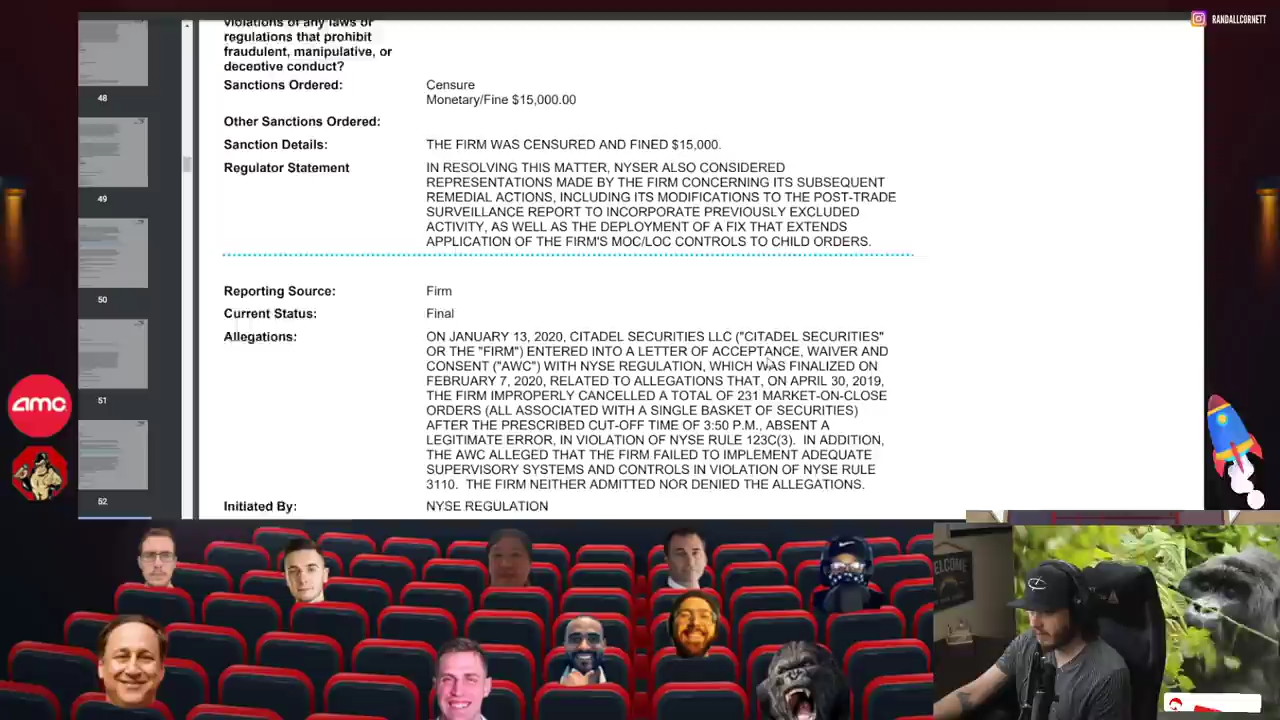 RANDALLCORNETT
violations of any laws or
regulations that prohibit
fraudulent, manipulative, or
deceptive conduct?
Sanctions Ordered: Censure
Monetary/Fine $15,000.00
Other Sanctions Ordered:
Sanction Details: THE FIRM WAS CENSURED AND FINED $15,000.
Regulator Statement IN RESOLVING THIS MATTER, NYSER ALSO CONSIDERED
REPRESENTATIONS MADE BY THE FIRM CONCERNING ITS SUBSEQUENT
REMEDIAL ACTIONS, INCLUDING ITS MODIFICATIONS TO THE POST-TRADE
SURVEILLANCE REPORT TO INCORPORATE PREVIOUSLY EXCLUDED
ACTIVITY, AS WELL AS THE DEPLOYMENT OF A FIX THAT EXTENDS
APPLICATION OF THE FIRM'S MOC/LOC CONTROLS TO CHILD ORDERS.
Reporting Source: Firm
Current Status: Final
Allegations: ON JANUARY 13, 2020, CITADEL SECURITIES LLC ("CITADEL SECURITIES"
OR THE "FIRM") ENTERED INTO A LETTER OF ACCEPTANCE, WAIVER AND
CONSENT ("AWC") WITH NYSE REGULATION, WHICH WAS FINALIZED ON
FEBRUARY 7, 2020, RELATED TO ALLEGATIONS THAT, ON APRIL 30, 2019,
THE FIRM IMPROPERLY CANCELLED A TOTAL OF 231 MARKET-ON-CLOSE
ORDERS (ALL ASSOCIATED WITH A SINGLE BASKET OF SECURITIES)
AFTER THE PRESCRIBED CUT-OFF TIME OF 3:50 P.M., ABSENT A
LEGITIMATE ERROR, IN VIOLATION OF NYSE RULE 123C(3). IN ADDITION,
THE AWC ALLEGED THAT THE FIRM FAILED TO IMPLEMENT ADEQUATE
SUPERVISORY SYSTEMS AND CONTROLS IN VIOLATION OF NYSE RULE
3110. THE FIRM NEITHER ADMITTED NOR DENIED THE ALLEGATIONS.
Initiated By: NYSE REGULATION
48
49
50
51
52
amc
WELCOME